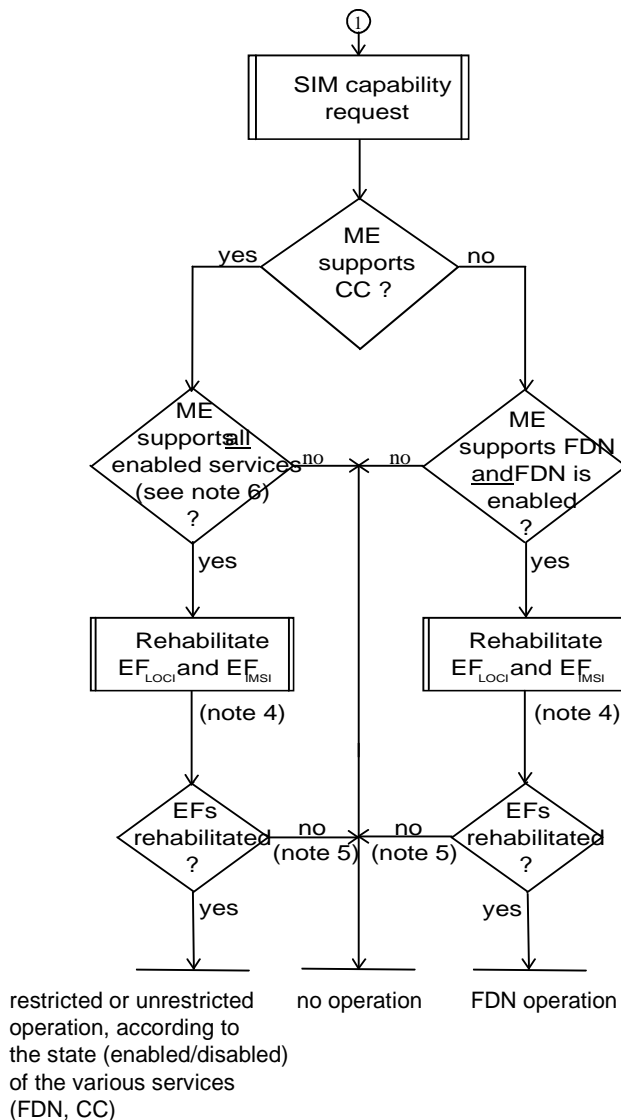 1
SIM capability
request
ME
supports
CC ?
yes
no
ME
supports all
enabled services
(see note 6)
?
no
no
ME
supports FDN
and FDN is
enabled
?
yes
yes
Rehabilitate
EFLOCI and EFIMSI
Rehabilitate
EFLOCI and EFIMSI
(note 4)
(note 4)
EFs
rehabilitated
?
no
(note 5)
no
(note 5)
EFs
rehabilitated
?
yes
yes
restricted or unrestricted
operation, according to
the state (enabled/disabled)
of the various services
(FDN, CC)
no operation
FDN operation